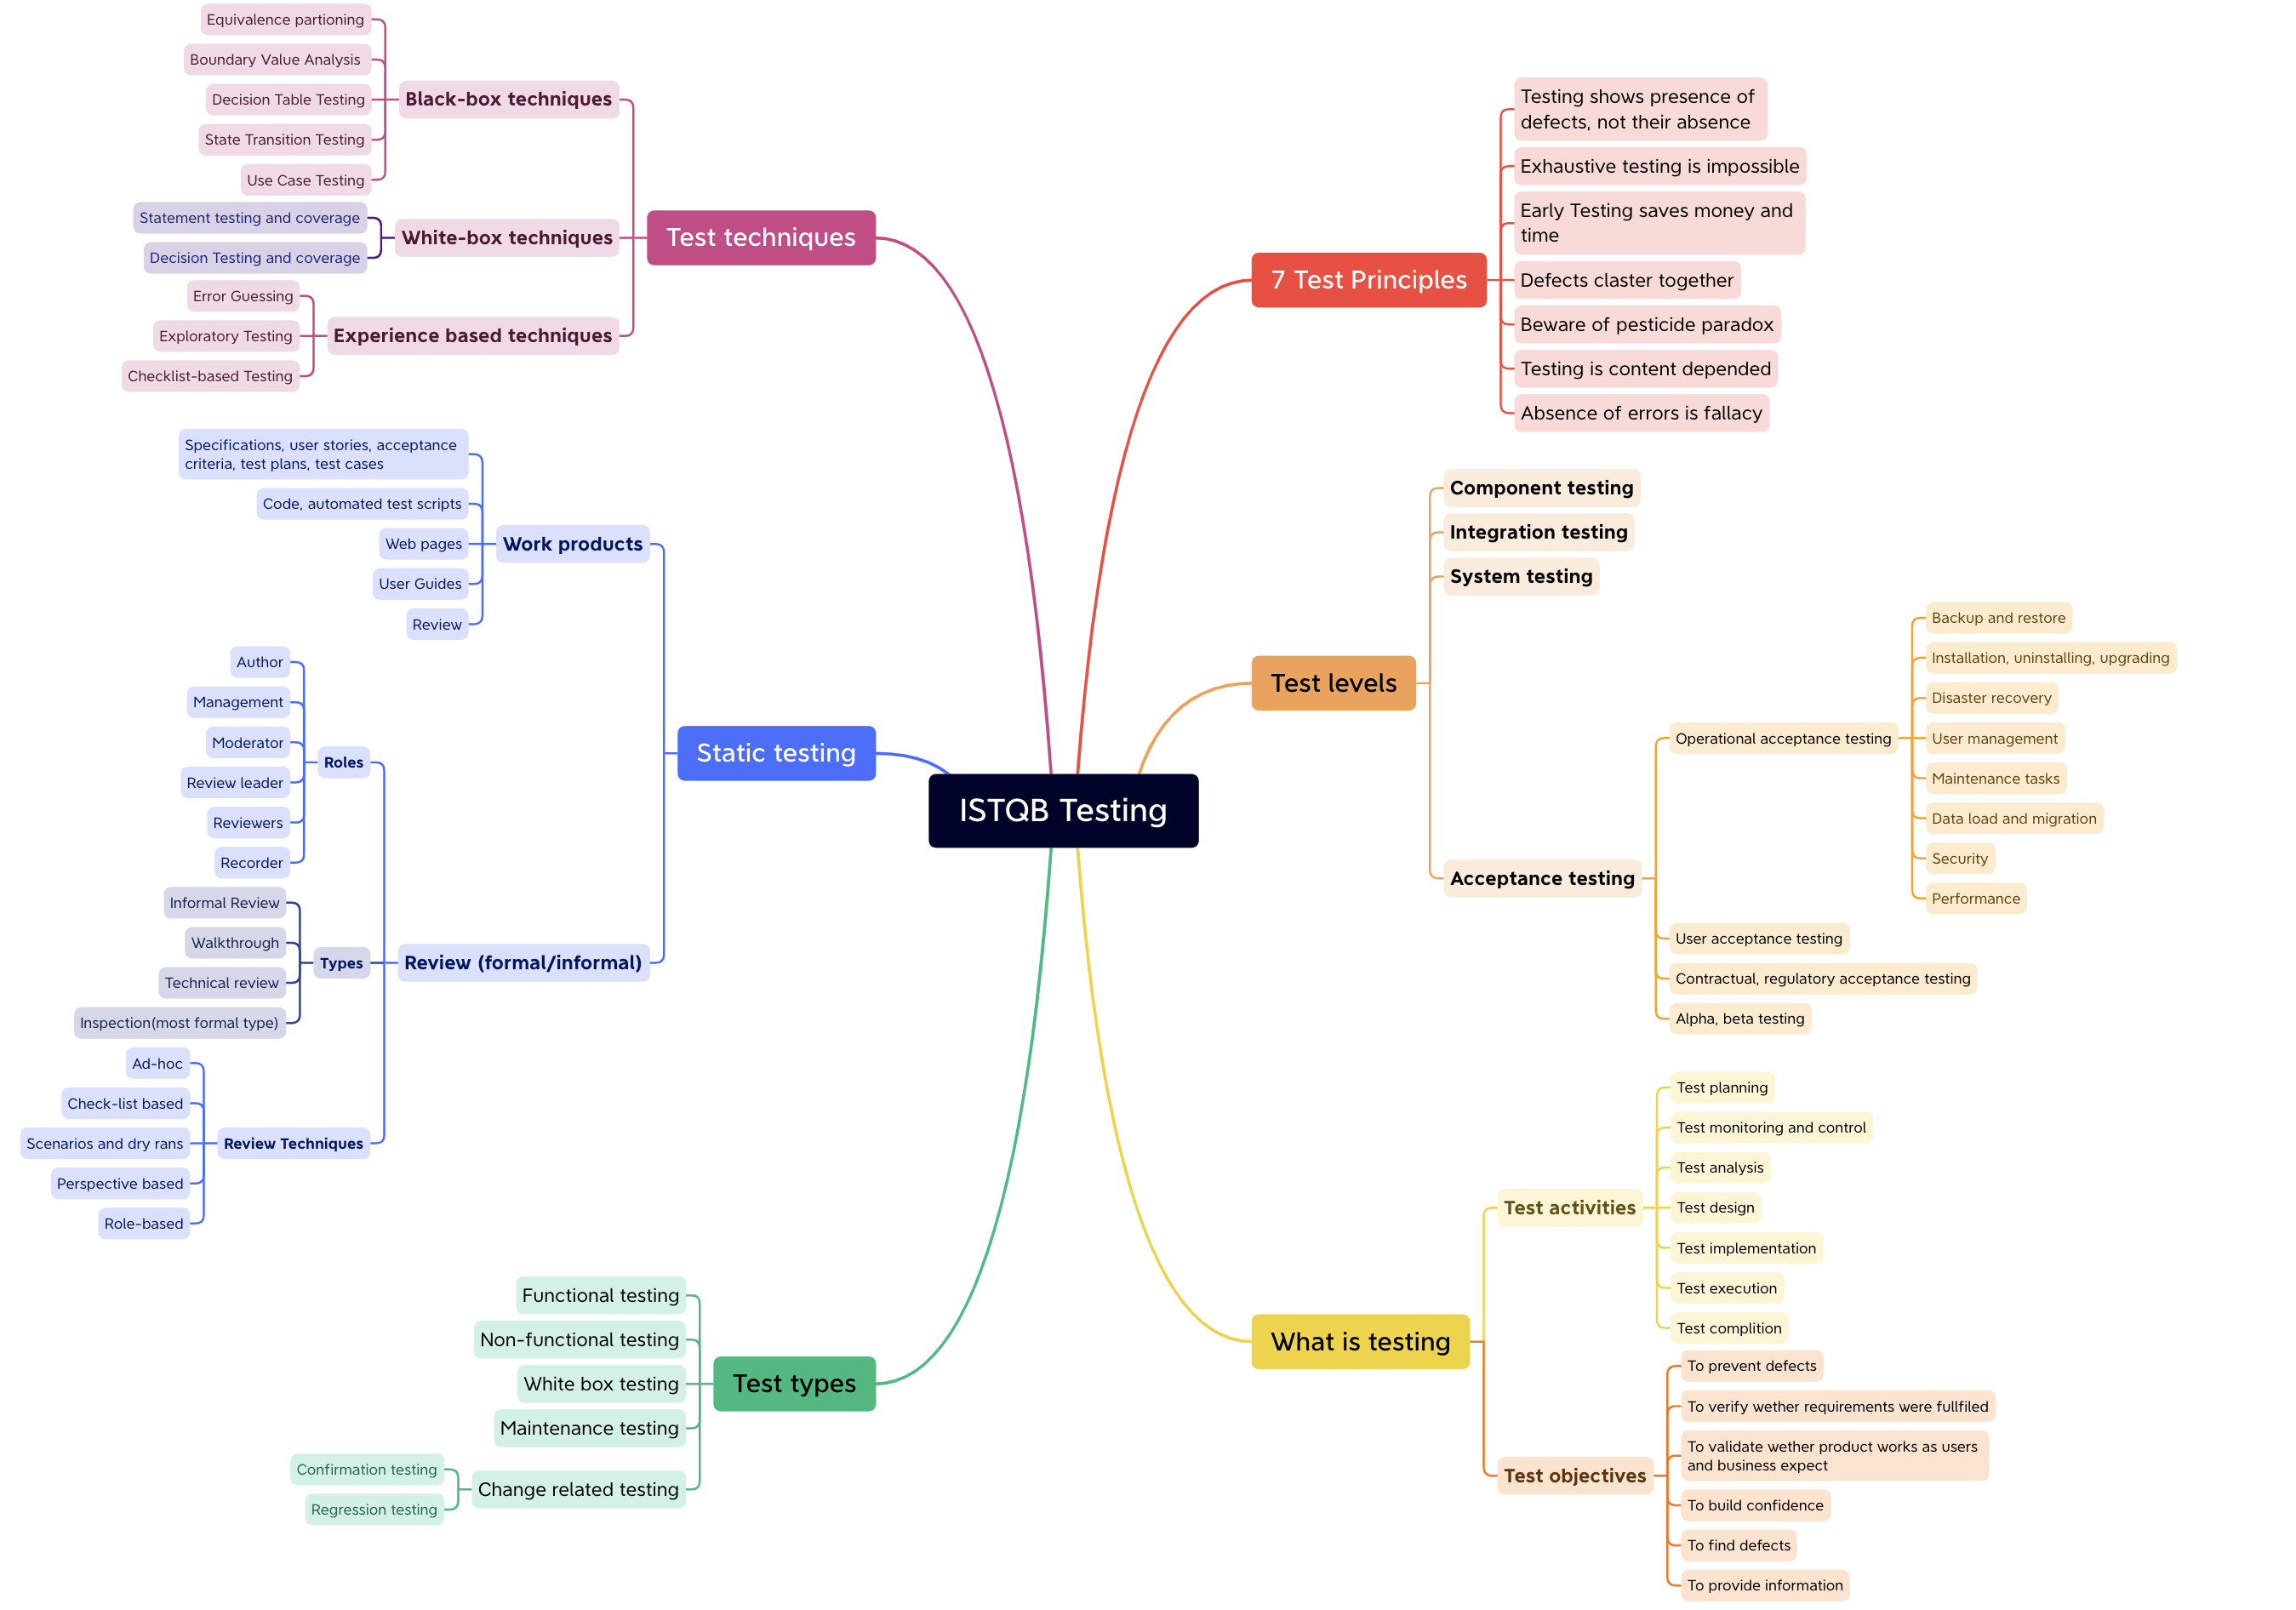 ISTQB Testing
Test techniques
Black-box techniques
Equivalence partioning
Boundary Value Analysis
Decision Table Testing
State Transition Testing
Use Case Testing
White-box techniques
Statement testing and coverage
Decision Testing and coverage
Experience based techniques
Error Guessing
Exploratory Testing
Checklist-based Testing
Static testing
Work products
Specifications, user stories, acceptance
criteria, test plans, test cases
Code, automated test scripts
Web pages
User Guides
Review
Review (formal/informal)
Roles
Author
Management
Moderator
Review leader
Reviewers
Recorder
Types
Informal Review
Walkthrough
Technical review
Inspection(most formal type)
Review Techniques
Ad-hoc
Check-list based
Scenarios and dry rans
Perspective based
Role-based
Test types
Functional testing
Non-functional testing
White box testing
Maintenance testing
Change related testing
Confirmation testing
Regression testing
7 Test Principles
Testing shows presence of
defects, not their absence
Exhaustive testing is impossible
Early Testing saves money and
time
Defects claster together
Beware of pesticide paradox
Testing is content depended
Absence of errors is fallacy
Test levels
Component testing
Integration testing
System testing
Acceptance testing
Operational acceptance testing
Backup and restore
Installation, uninstalling, upgrading
Disaster recovery
User management
Maintenance tasks
Data load and migration
Security
Performance
User acceptance testing
Contractual, regulatory acceptance testing
Alpha, beta testing
What is testing
Test activities
Test planning
Test monitoring and control
Test analysis
Test design
Test implementation
Test execution
Test complition
Test objectives
To prevent defects
To verify wether requirements were fullfiled
To validate wether product works as users
and business expect
To build confidence
To find defects
To provide information